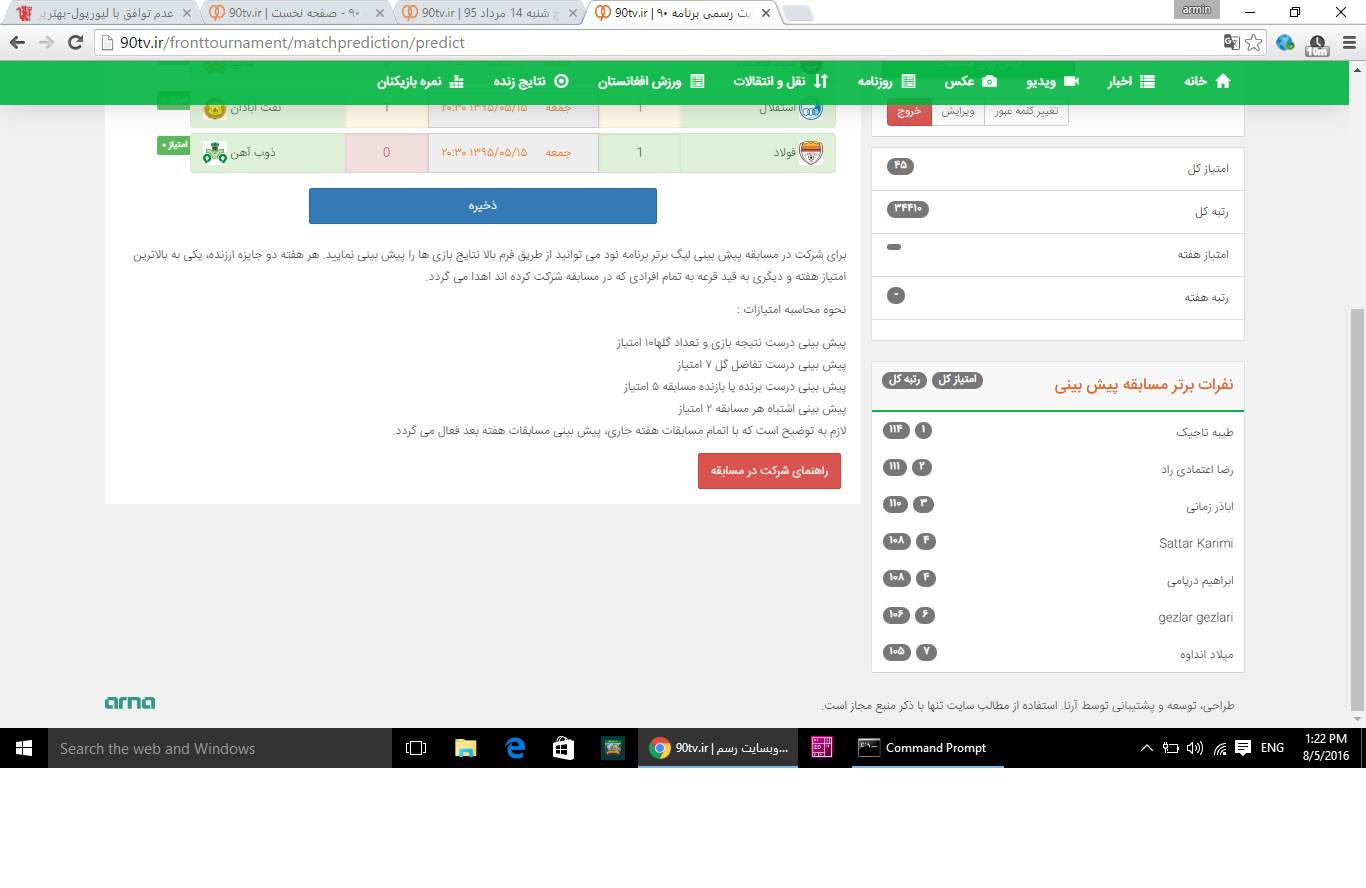 عدم توافق با لیورپول-بهترین
90tv.ir | صفحه نخست - ۹۰
90tv.ir | ج شنبه 14 مرداد 95
90tv.ir | یت رسمی برنامه ۹۰
armin
90tv.ir/fronttournament/matchprediction/predict
10m
خانه
اخبار
ویدیو
عکس
روزنامه
نقل و انتقالات
ورزش افغانستان
نتایج زنده
نمره بازیکنان
استقلال 1 جمعه ۱۳۹۵/۰۵/۱۵ ۲۰:۳۰ 1 نفت آبادان
فولاد 1 جمعه ۱۳۹۵/۰۵/۱۵ ۲۰:۳۰ 0 ذوب آهن امتیاز ۰
ذخیره
برای شرکت در مسابقه پیش بینی لیگ برتر برنامه نود می توانید از طریق فرم بالا نتایج بازی ها را پیش بینی نمایید. هر هفته دو جایزه ارزنده، یکی به بالاترین
امتیاز هفته و دیگری به قید قرعه به تمام افرادی که در مسابقه شرکت کرده اند اهدا می گردد.
نحوه محاسبه امتیازات :
پیش بینی درست نتیجه بازی و تعداد گلها۱۰ امتیاز
پیش بینی درست تفاضل گل ۷ امتیاز
پیش بینی درست برنده یا بازنده مسابقه ۵ امتیاز
پیش بینی اشتباه هر مسابقه ۲ امتیاز
لازم به توضیح است که با اتمام مسابقات هفته جاری، پیش بینی مسابقات هفته بعد فعال می گردد.
راهنمای شرکت در مسابقه
تغییر کلمه عبور ویرایش خروج
امتیاز کل ۴۵
رتبه کل ۳۴۴۱۰
امتیاز هفته
رتبه هفته -
نفرات برتر مسابقه پیش بینی امتیاز کل رتبه کل
طیبه تاجیک ۱ ۱۱۴
رضا اعتمادی راد ۲ ۱۱۱
اباذر زمانی ۳ ۱۱۰
Sattar Karimi ۴ ۱۰۸
ابراهیم دریامی ۴ ۱۰۸
gezlar gezlari ۶ ۱۰۶
میلاد انداوه ۷ ۱۰۵
طراحی، توسعه و پشتیبانی توسط آرنا. استفاده از مطالب سایت تنها با ذکر منبع مجاز است.
arna
Search the web and Windows
90tv.ir | وبسایت رسم...
Command Prompt
ENG
1:22 PM
8/5/2016